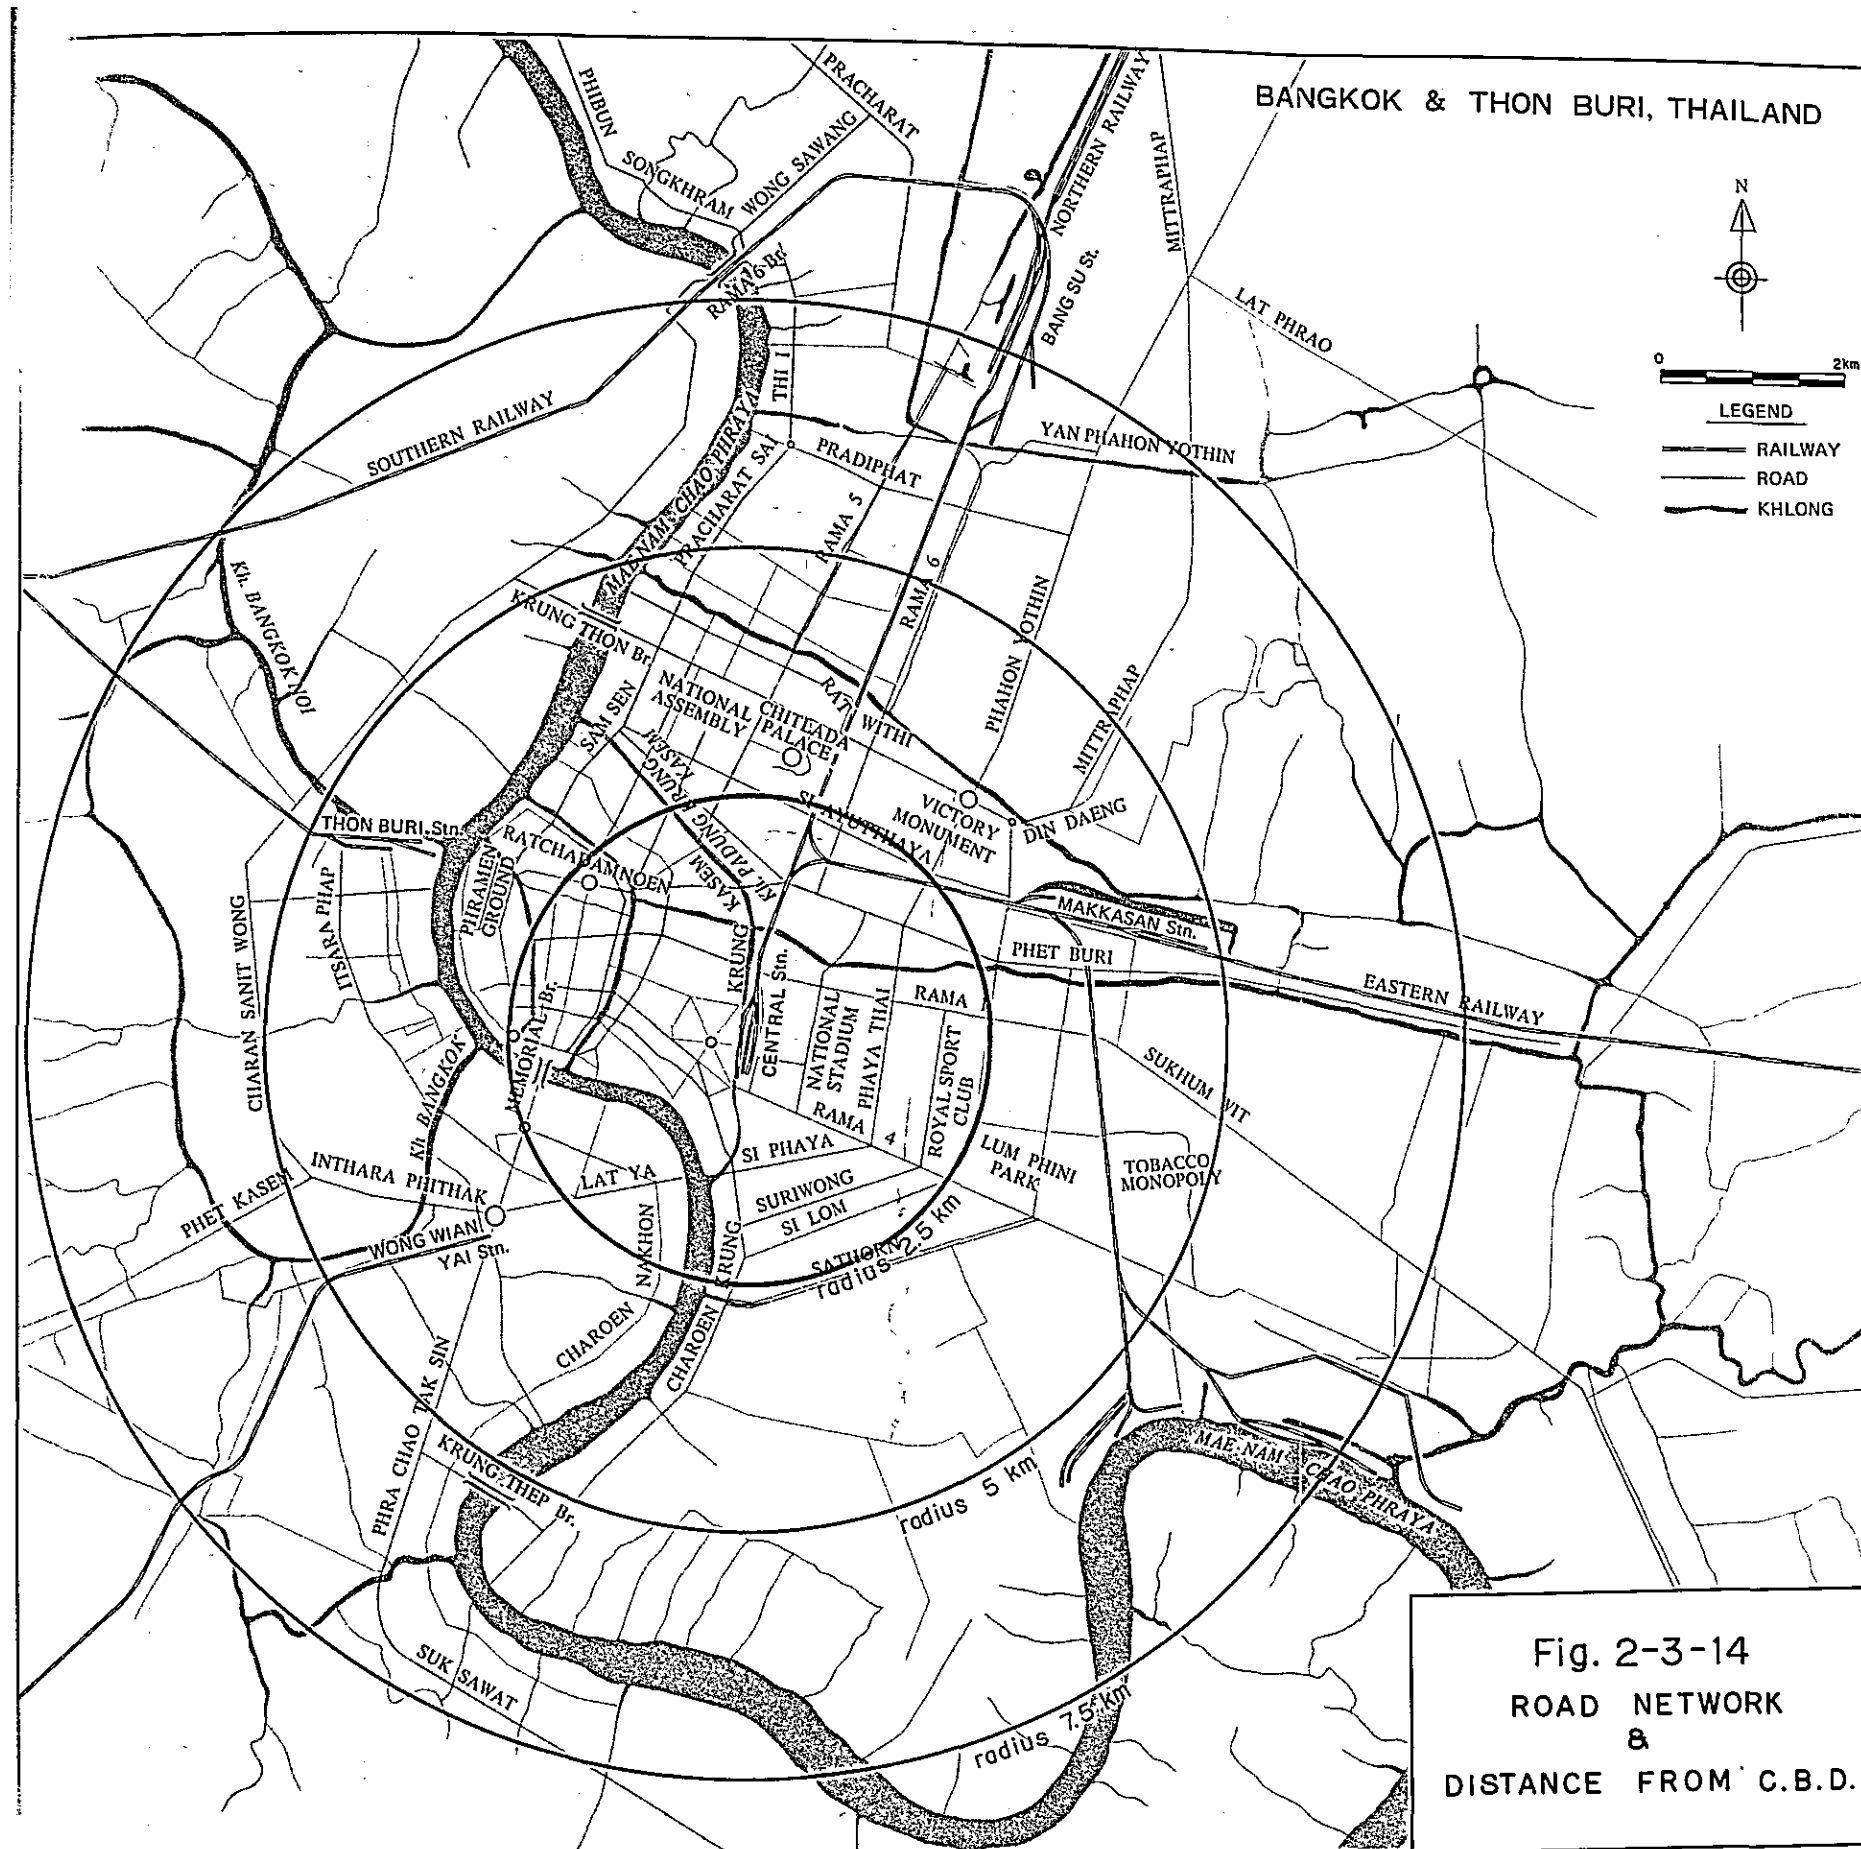 BANGKOK & THON BURI, THAILAND
N
0 2km
LEGEND
RAILWAY
ROAD
KHLONG
PHIBUN
SONGKHRAM
PRACHARAT
WONG SAWANG
NORTHERN RAILWAY
MITTRAPHAP
RAMA 6 Br.
BANG SU St.
LAT PHRAO
THI 1
SOUTHERN RAILWAY
MAE NAM CHAO PHRAYA
PRACHARAT SAI
PRADIPHAT
YAN PHAHON YOTHIN
RAMA 5
RAMA 6
PHAHON YOTHIN
MITTRAPHAP
Kh. BANGKOK NOI
KRUNG THON Br.
SAM SEN
NATIONAL
ASSEMBLY
CHITLADA
PALACE
RATCHAWITHI
KRUNG
KASEM
KRUNG
SI AYUTTHAYA
VICTORY
MONUMENT
DIN DAENG
THON BURI Stn.
RATCHADAMNOEN
Kh. PADUNG
KASEM
PHRAMEN
GROUND
ITSARAPHAP
CHARAN SANIT WONG
KRUNG
CENTRAL Stn.
MAKKASAN Stn.
PHET BURI
EASTERN RAILWAY
NATIONAL
STADIUM
PHAYA THAI
RAMA 1
ROYAL SPORT
CLUB
SUKHUM WIT
MEMORIAL Br.
Kh BANGKOK
RAMA 4
SI PHAYA
LUM PHINI
PARK
TOBACCO
MONOPOLY
INTHARA PHITHAK
PHET KASEM
LAT YA
SURIWONG
SI LOM
WONG WIAN
YAI Stn.
NAKHON
KRUNG
SATHORN
radius 2.5 km
CHAROEN
CHAROEN
PHRA CHAO TAK SIN
KRUNG THEP Br.
radius 5 km
MAE NAM CHAO PHRAYA
SUK SAWAT
radius 7.5 km
Fig. 2-3-14
ROAD NETWORK
&
DISTANCE FROM C.B.D.